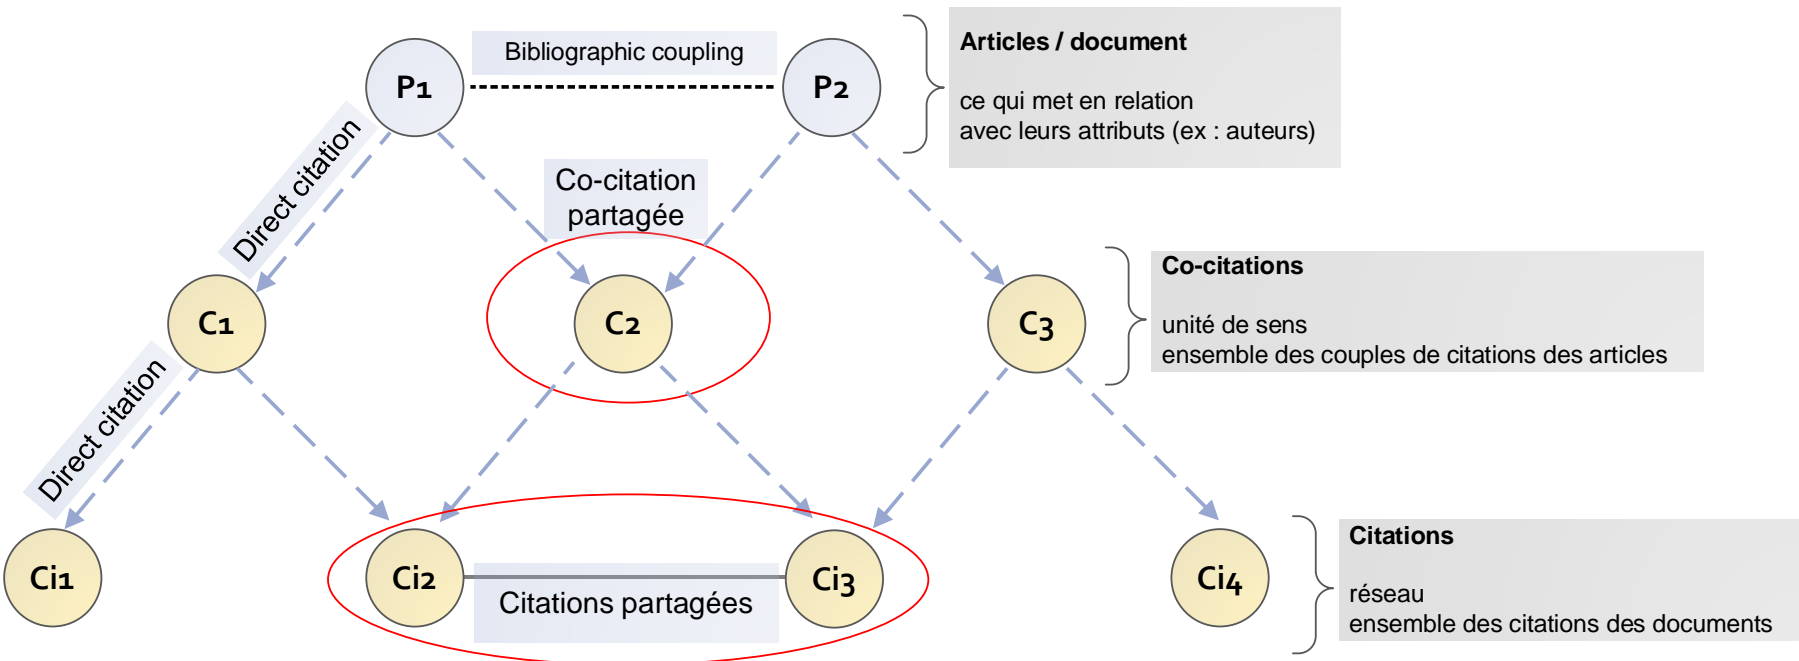 P1
Bibliographic coupling
P2
Articles / document
ce qui met en relation
avec leurs attributs (ex : auteurs)
Direct citation
Co-citation
partagée
C1
C2
C3
Co-citations
unité de sens
ensemble des couples de citations des articles
Direct citation
Ci1
Ci2
Citations partagées
Ci3
Ci4
Citations
réseau
ensemble des citations des documents